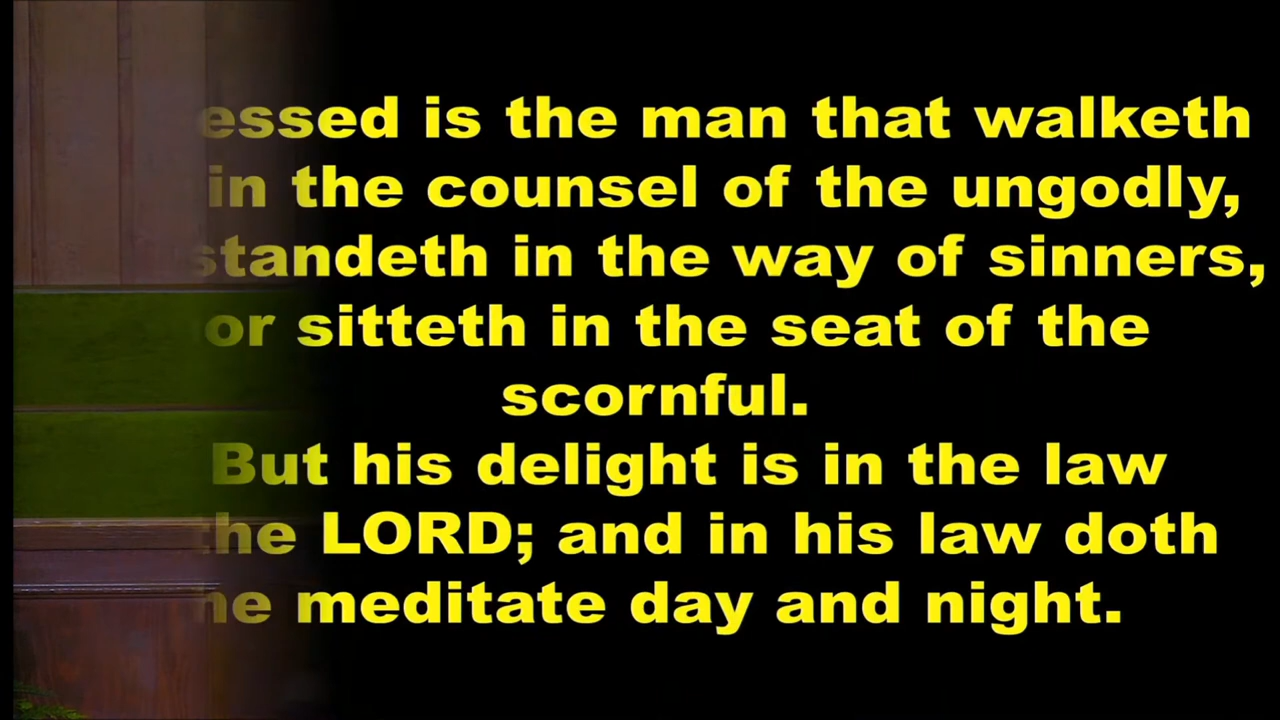 essed is the man that walketh
in the counsel of the ungodly,
standeth in the way of sinners,
or sitteth in the seat of the
scornful.
But his delight is in the law
the LORD; and in his law doth
he meditate day and night.